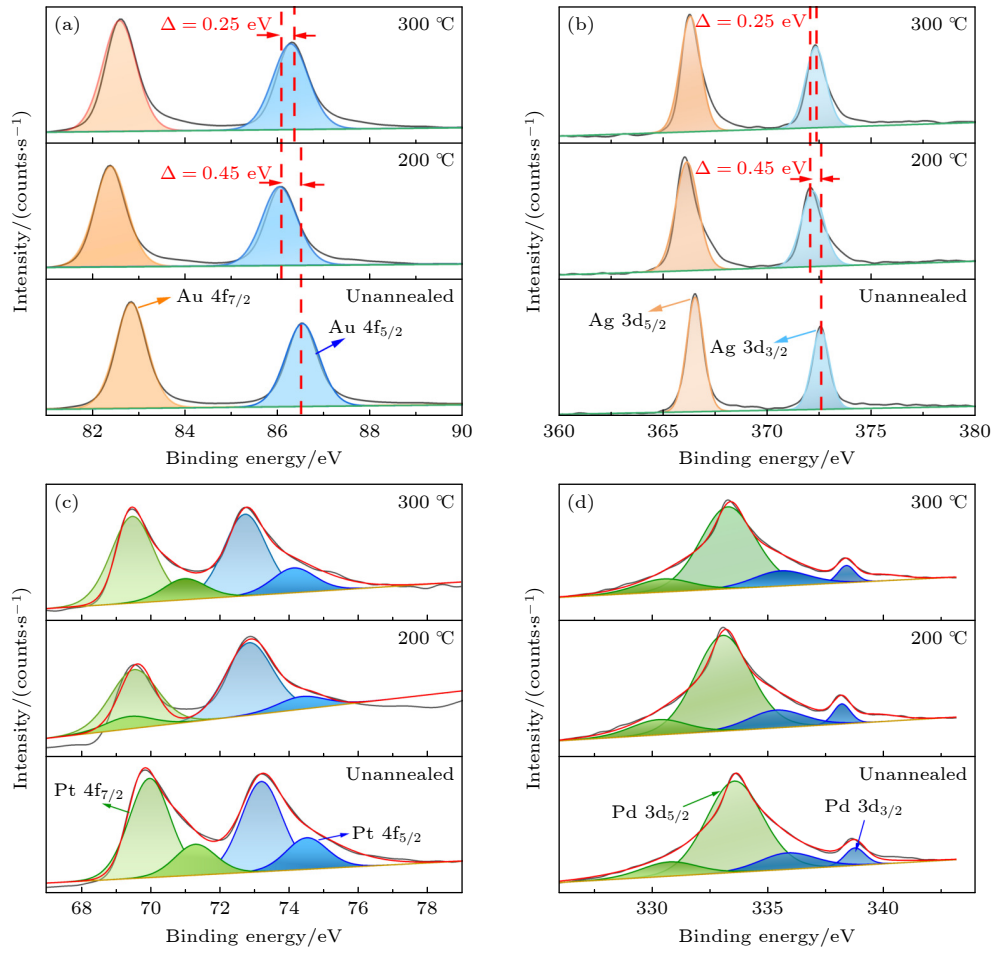 (a)
Δ = 0.25 eV
300 ℃
Δ = 0.45 eV
200 ℃
Unannealed
Au 4f₇/₂
Au 4f₅/₂
Intensity/(counts·s⁻¹)
82 84 86 88 90
Binding energy/eV
(b)
Δ = 0.25 eV
300 ℃
Δ = 0.45 eV
200 ℃
Unannealed
Ag 3d₅/₂
Ag 3d₃/₂
Intensity/(counts·s⁻¹)
360 365 370 375 380
Binding energy/eV
(c)
300 ℃
200 ℃
Unannealed
Pt 4f₇/₂
Pt 4f₅/₂
Intensity/(counts·s⁻¹)
68 70 72 74 76 78
Binding energy/eV
(d)
300 ℃
200 ℃
Unannealed
Pd 3d₅/₂
Pd 3d₃/₂
Intensity/(counts·s⁻¹)
330 335 340
Binding energy/eV